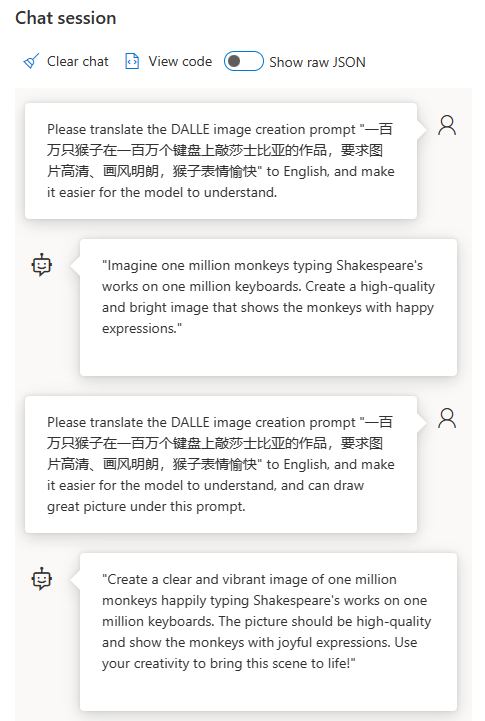 Chat session
Clear chat
View code
Show raw JSON
Please translate the DALLE image creation prompt "一百
万只猴子在一百万个键盘上敲莎士比亚的作品，要求图
片高清、画风明朗，猴子表情愉快" to English, and make
it easier for the model to understand.
"Imagine one million monkeys typing Shakespeare's
works on one million keyboards. Create a high-quality
and bright image that shows the monkeys with happy
expressions."
Please translate the DALLE image creation prompt "一百
万只猴子在一百万个键盘上敲莎士比亚的作品，要求图
片高清、画风明朗，猴子表情愉快" to English, and make
it easier for the model to understand, and can draw
great picture under this prompt.
"Create a clear and vibrant image of one million
monkeys happily typing Shakespeare's works on one
million keyboards. The picture should be high-quality
and show the monkeys with joyful expressions. Use
your creativity to bring this scene to life!"